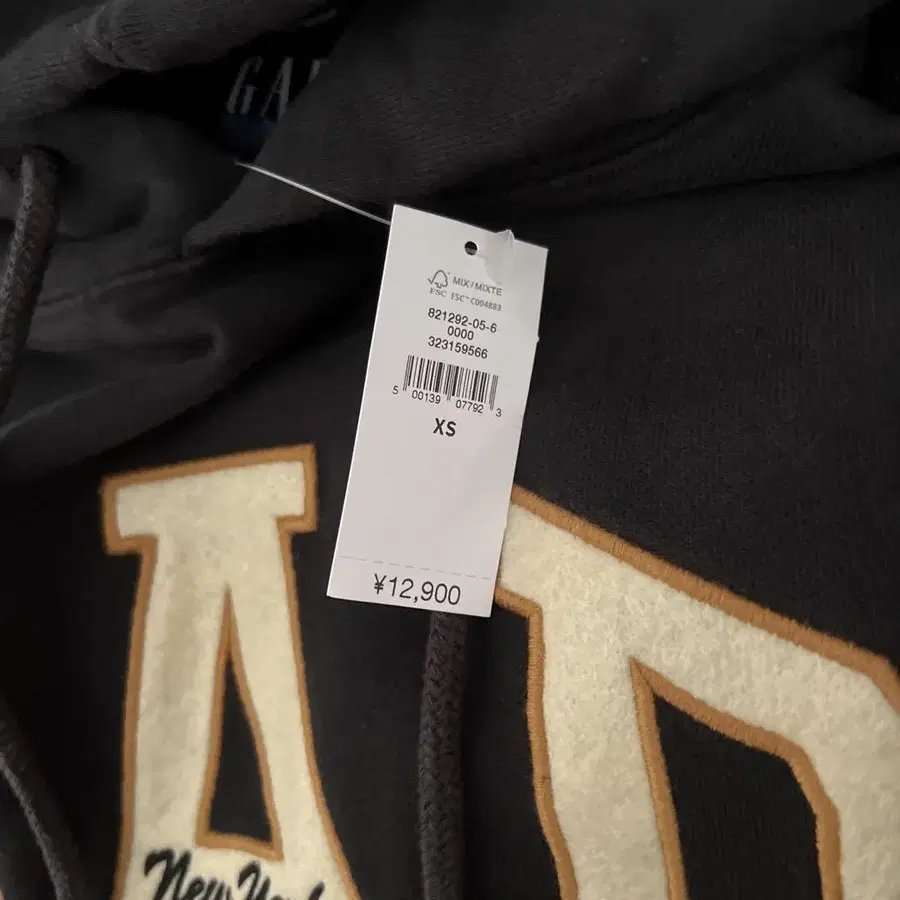 GAP
MIX/MIXTE
FSC FSC™ C004883
821292-05-6
0000
323159566
5 00139 07792 3
XS
¥12,900
AP
New York